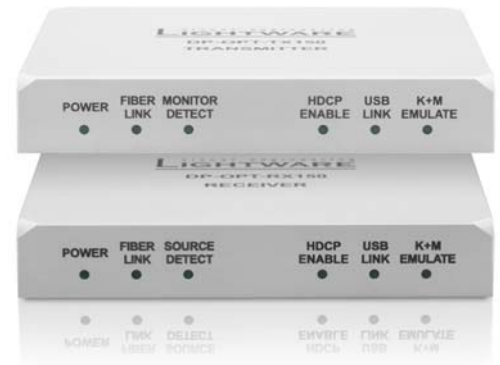 LIGHTWARE
DP-OPT-TX150
TRANSMITTER
POWER
FIBER LINK
MONITOR DETECT
HDCP ENABLE
USB LINK
K+M EMULATE
LIGHTWARE
DP-OPT-RX150
RECEIVER
POWER
FIBER LINK
SOURCE DETECT
HDCP ENABLE
USB LINK
K+M EMULATE